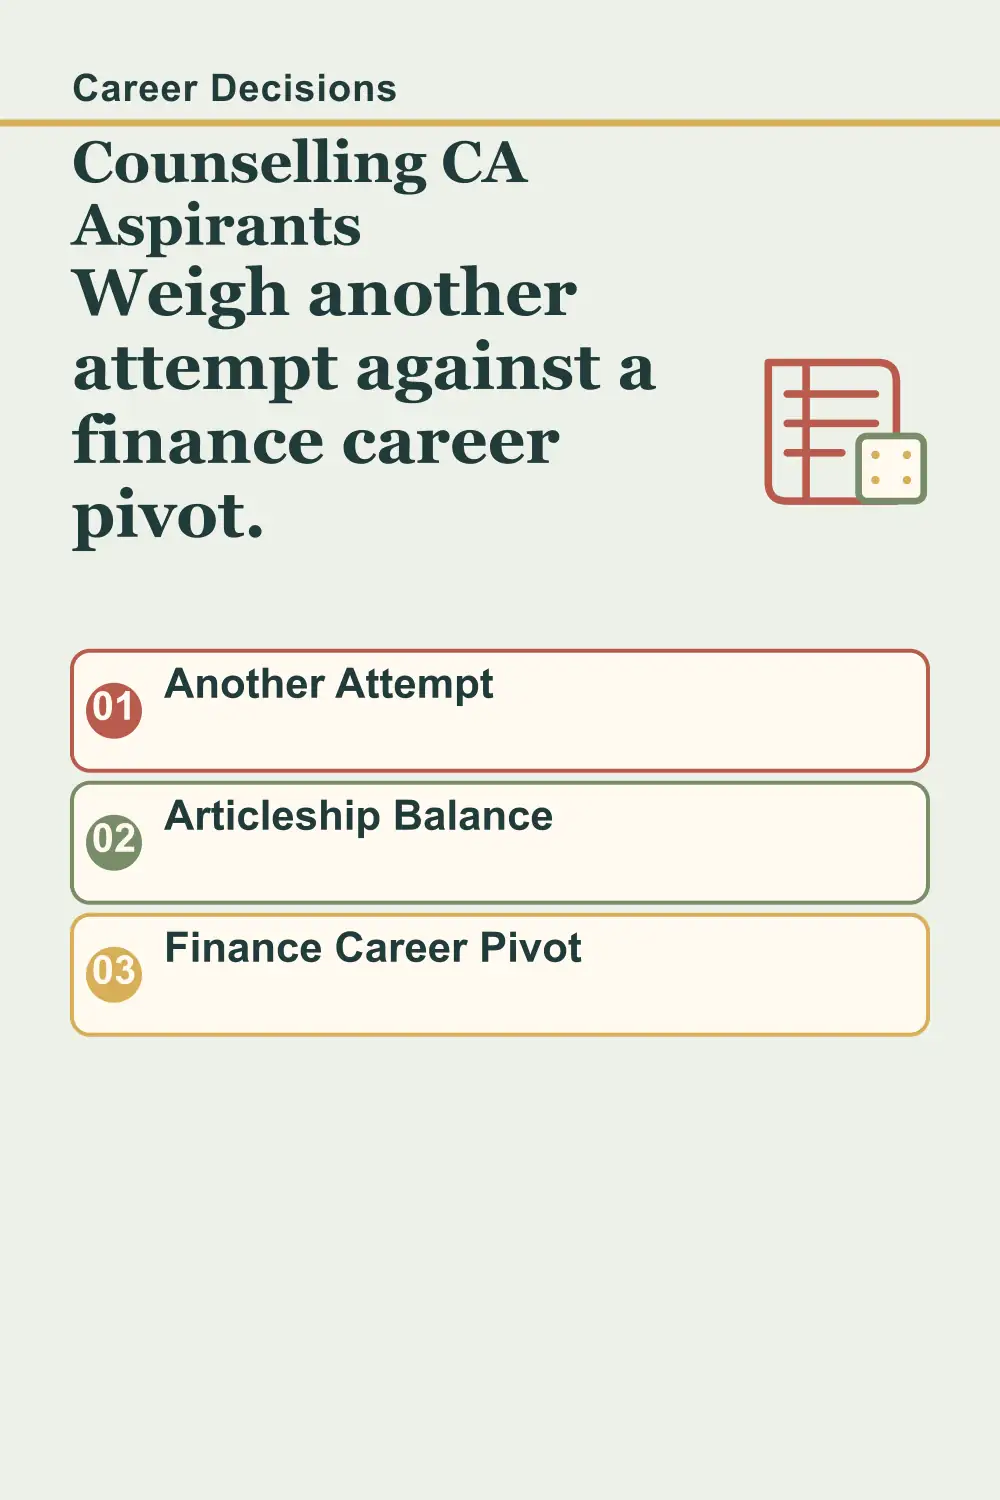 Career Decisions
Counselling CA
Aspirants
Weigh another
attempt against a
finance career
pivot.
01
Another Attempt
02
Articleship Balance
03
Finance Career Pivot